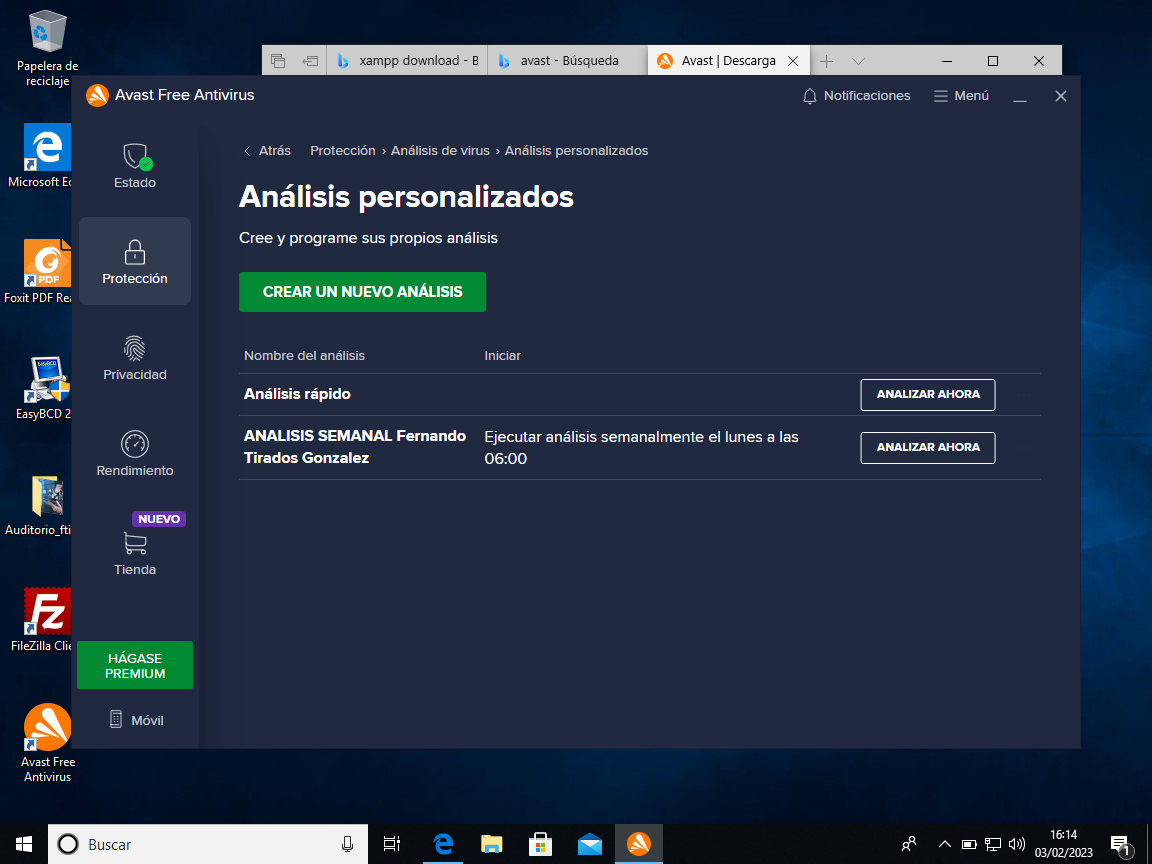 Papelera de
reciclaje
xampp download - B
avast - Búsqueda
Avast | Descarga
Avast Free Antivirus
Notificaciones
Menú
Microsoft Ec
Foxit PDF Rea
PDF
EasyBCD
EasyBCD 2
Auditorio_fti
FileZilla Clie
Avast Free
Antivirus
Estado
Protección
Privacidad
Rendimiento
NUEVO
Tienda
HÁGASE
PREMIUM
Móvil
Atrás
Protección › Análisis de virus › Análisis personalizados
Análisis personalizados
Cree y programe sus propios análisis
CREAR UN NUEVO ANÁLISIS
Nombre del análisis
Iniciar
Análisis rápido
ANALIZAR AHORA
ANALISIS SEMANAL Fernando
Tirados Gonzalez
Ejecutar análisis semanalmente el lunes a las
06:00
ANALIZAR AHORA
Buscar
16:14
03/02/2023
1